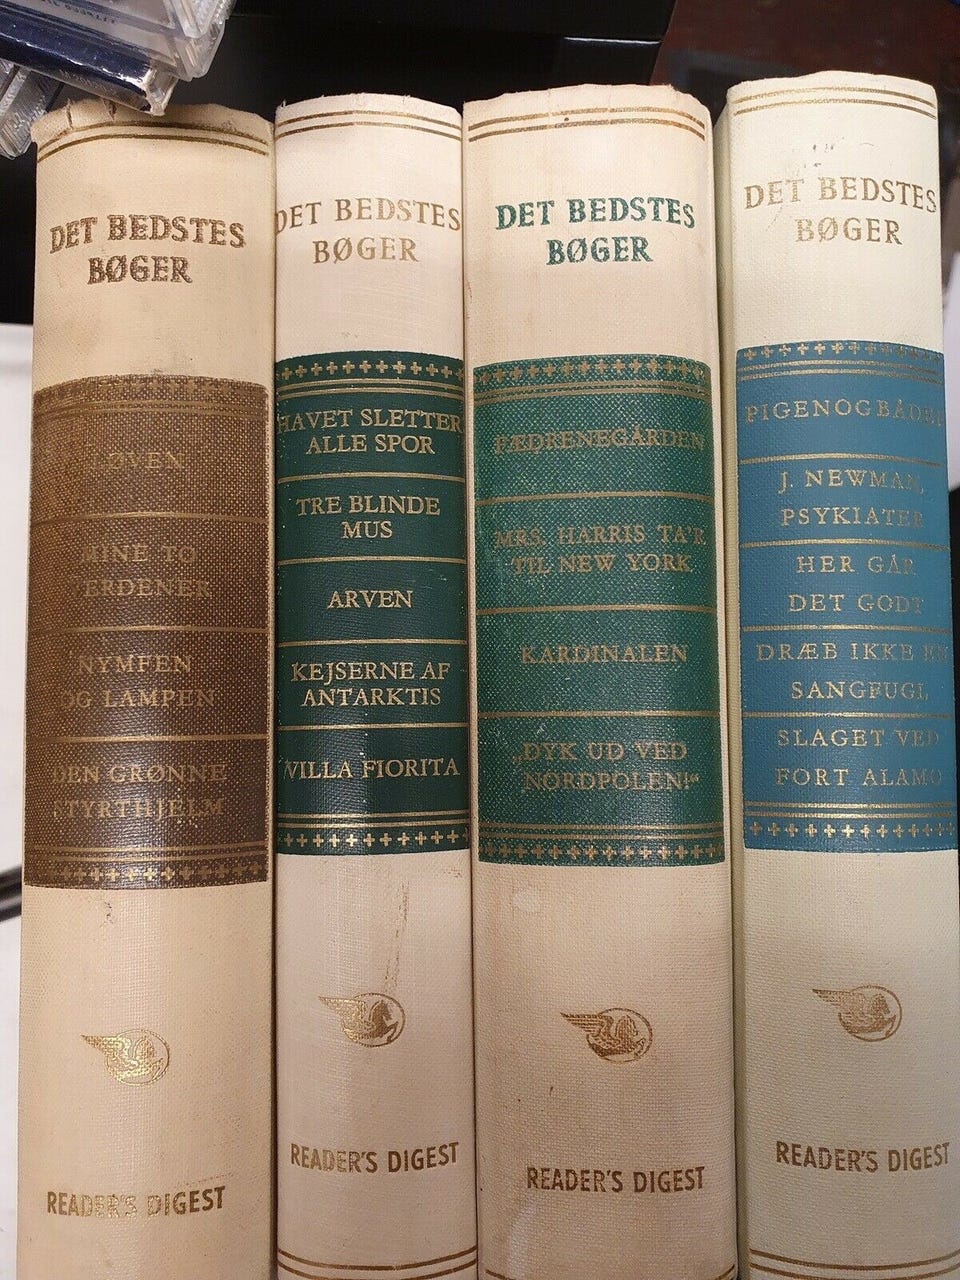 DET BEDSTES
BØGER
ØVEN
MINE TO
VERDENER
NYMFEN
OG LAMPEN
DEN GRØNNE
STYRTHJELM
READER'S DIGEST
DET BEDSTES
BØGER
HAVET SLETTER
ALLE SPOR
TRE BLINDE
MUS
ARVEN
KEJSERNE AF
ANTARKTIS
VILLA FIORITA
READER'S DIGEST
DET BEDSTES
BØGER
FÆDRENEGÅRDEN
MRS. HARRIS TA'R
TIL NEW YORK
KARDINALEN
„DYK UD VED
NORDPOLEN!“
READER'S DIGEST
DET BEDSTES
BØGER
PIGENOGBÅDEN
J. NEWMAN,
PSYKIATER
HER GÅR
DET GODT
DRÆB IKKE EN
SANGFUGL
SLAGET VED
FORT ALAMO
READER'S DIGEST